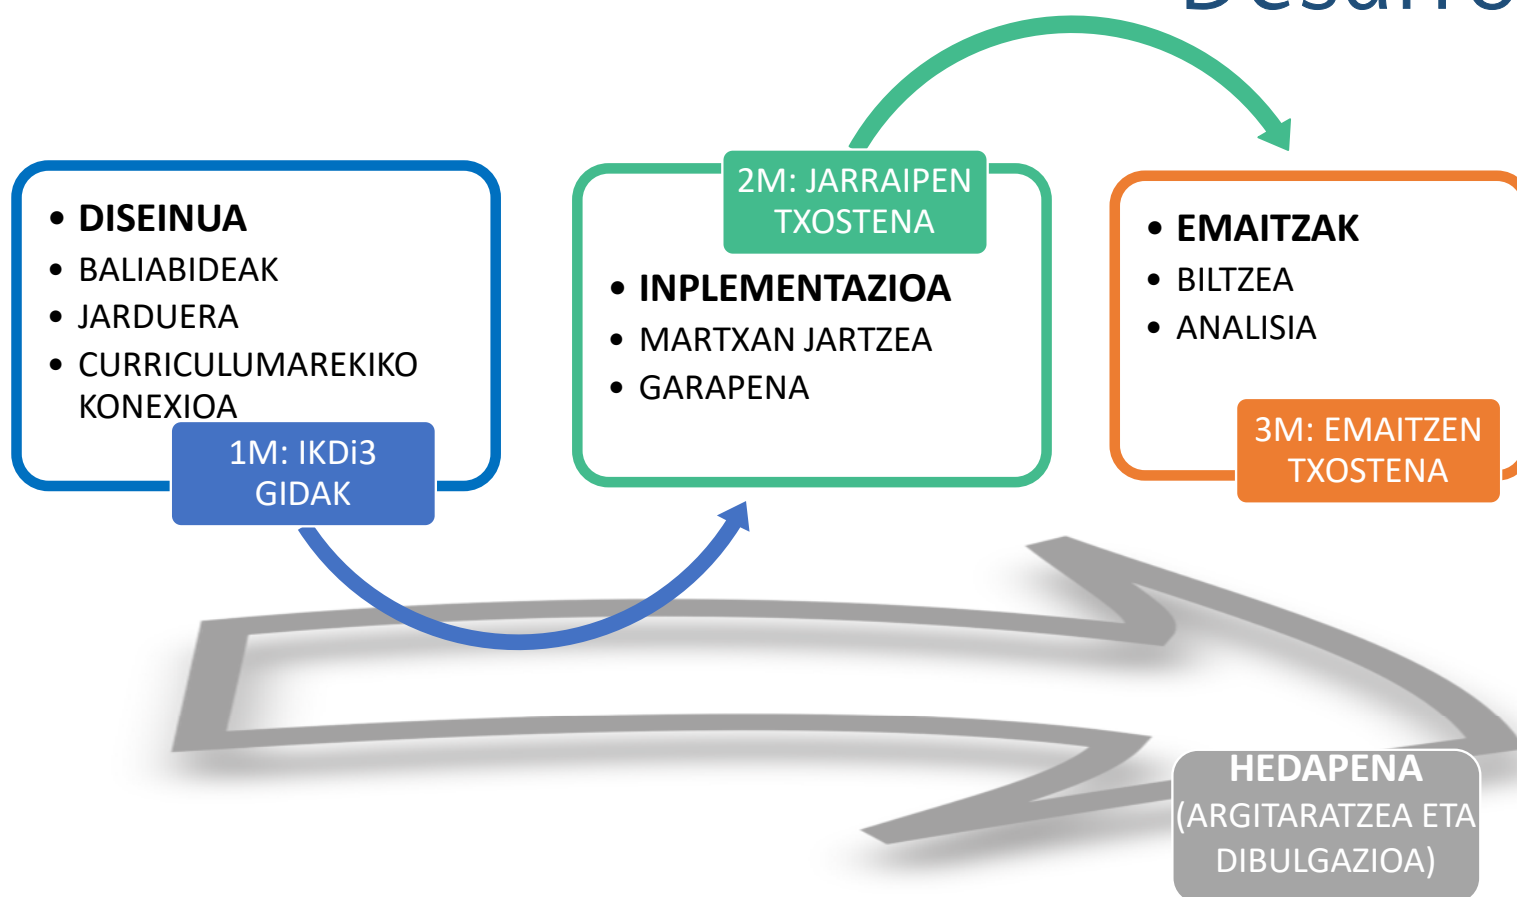 • DISEINUA
• BALIABIDEAK
• JARDUERA
• CURRICULUMAREKIKO
KONEXIOA
1M: IKDi3
GIDAK
2M: JARRAIPEN
TXOSTENA
• INPLEMENTAZIOA
• MARTXAN JARTZEA
• GARAPENA
• EMAITZAK
• BILTZEA
• ANALISIA
3M: EMAITZEN
TXOSTENA
HEDAPENA
(ARGITARATZEA ETA
DIBULGAZIOA)